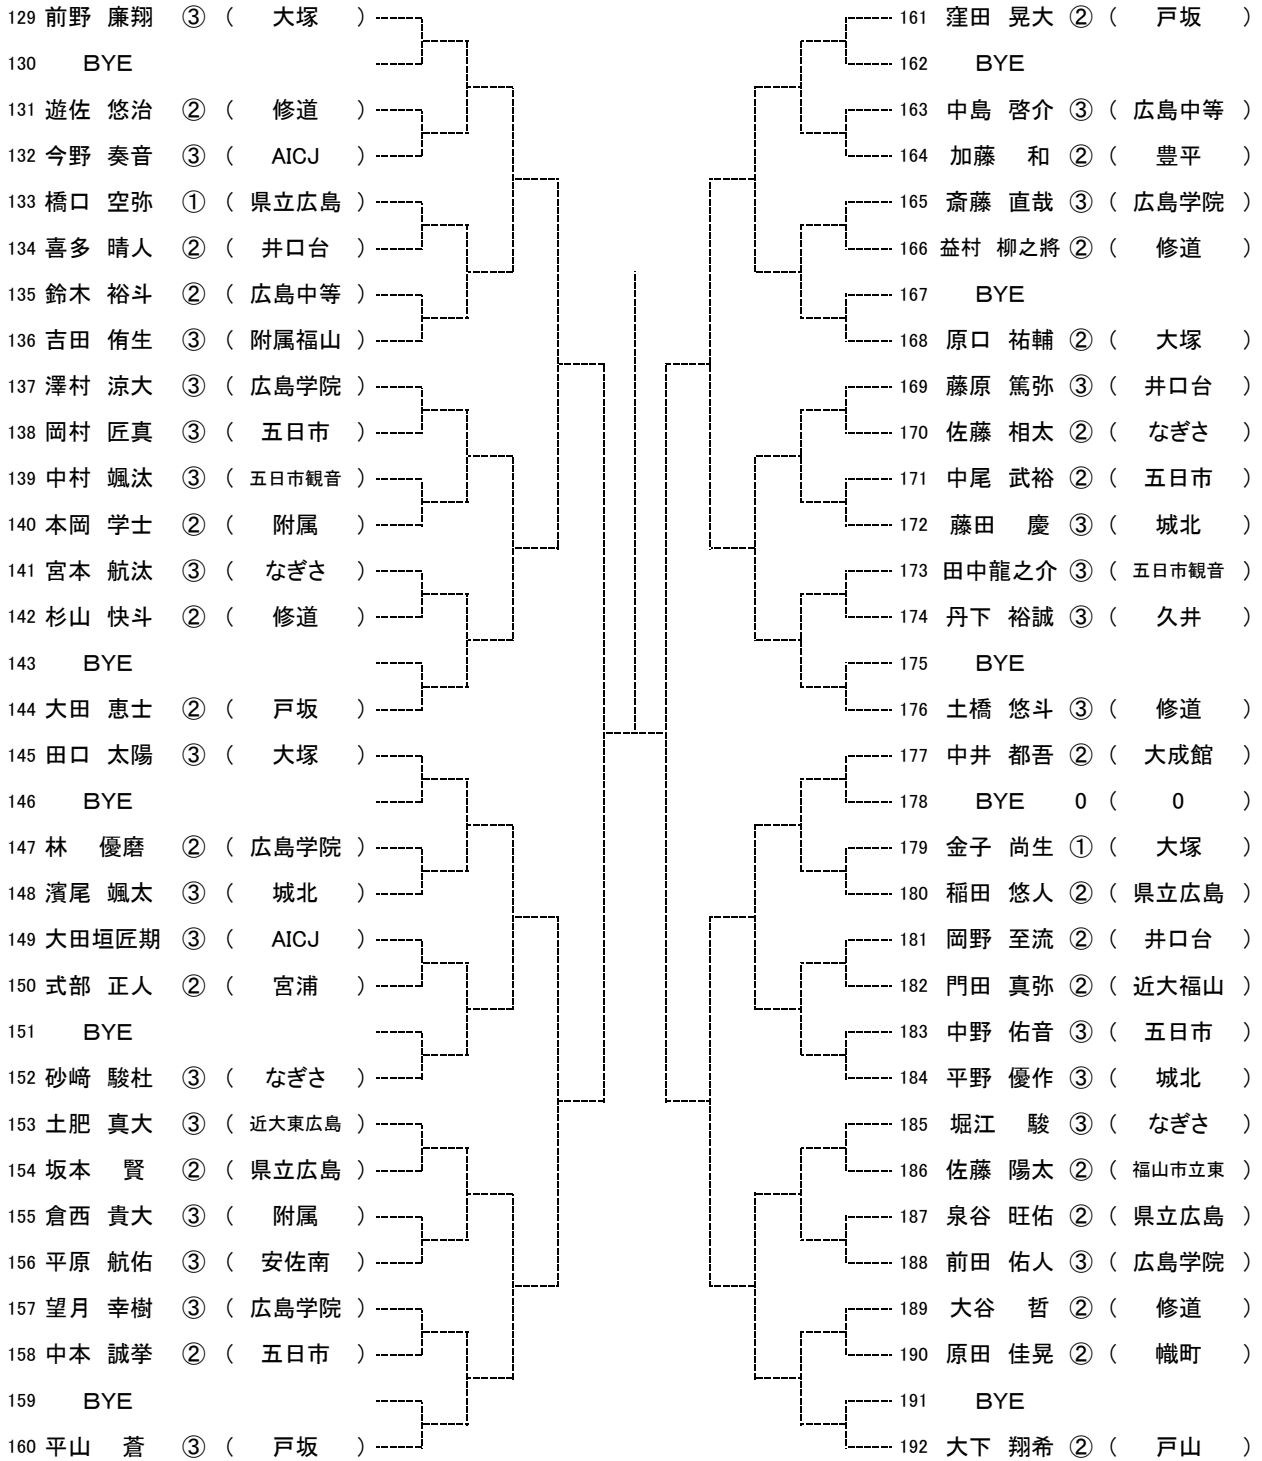 129 前野 廉翔 ③ （ 大塚 ）
130 BYE
131 遊佐 悠治 ② （ 修道 ）
132 今野 奏音 ③ （ AICJ ）
133 橋口 空弥 ① （ 県立広島 ）
134 喜多 晴人 ② （ 井口台 ）
135 鈴木 裕斗 ② （ 広島中等 ）
136 吉田 侑生 ③ （ 附属福山 ）
137 澤村 涼大 ③ （ 広島学院 ）
138 岡村 匠真 ③ （ 五日市 ）
139 中村 颯汰 ③ （ 五日市観音 ）
140 本岡 学士 ② （ 附属 ）
141 宮本 航汰 ③ （ なぎさ ）
142 杉山 快斗 ② （ 修道 ）
143 BYE
144 大田 恵士 ② （ 戸坂 ）
145 田口 太陽 ③ （ 大塚 ）
146 BYE
147 林 優磨 ② （ 広島学院 ）
148 濱尾 颯太 ③ （ 城北 ）
149 大田垣匠期 ③ （ AICJ ）
150 式部 正人 ② （ 宮浦 ）
151 BYE
152 砂﨑 駿杜 ③ （ なぎさ ）
153 土肥 真大 ③ （ 近大東広島 ）
154 坂本 賢 ② （ 県立広島 ）
155 倉西 貴大 ③ （ 附属 ）
156 平原 航佑 ③ （ 安佐南 ）
157 望月 幸樹 ③ （ 広島学院 ）
158 中本 誠挙 ② （ 五日市 ）
159 BYE
160 平山 蒼 ③ （ 戸坂 ）
161 窪田 晃大 ② （ 戸坂 ）
162 BYE
163 中島 啓介 ③ （ 広島中等 ）
164 加藤 和 ② （ 豊平 ）
165 斎藤 直哉 ③ （ 広島学院 ）
166 益村 柳之將 ② （ 修道 ）
167 BYE
168 原口 祐輔 ② （ 大塚 ）
169 藤原 篤弥 ③ （ 井口台 ）
170 佐藤 相太 ② （ なぎさ ）
171 中尾 武裕 ② （ 五日市 ）
172 藤田 慶 ③ （ 城北 ）
173 田中龍之介 ③ （ 五日市観音 ）
174 丹下 裕誠 ③ （ 久井 ）
175 BYE
176 土橋 悠斗 ③ （ 修道 ）
177 中井 都吾 ② （ 大成館 ）
178 BYE 0 （ 0 ）
179 金子 尚生 ① （ 大塚 ）
180 稲田 悠人 ② （ 県立広島 ）
181 岡野 至流 ② （ 井口台 ）
182 門田 真弥 ② （ 近大福山 ）
183 中野 佑音 ③ （ 五日市 ）
184 平野 優作 ③ （ 城北 ）
185 堀江 駿 ③ （ なぎさ ）
186 佐藤 陽太 ② （ 福山市立東 ）
187 泉谷 旺佑 ② （ 県立広島 ）
188 前田 佑人 ③ （ 広島学院 ）
189 大谷 哲 ② （ 修道 ）
190 原田 佳晃 ② （ 幟町 ）
191 BYE
192 大下 翔希 ② （ 戸山 ）